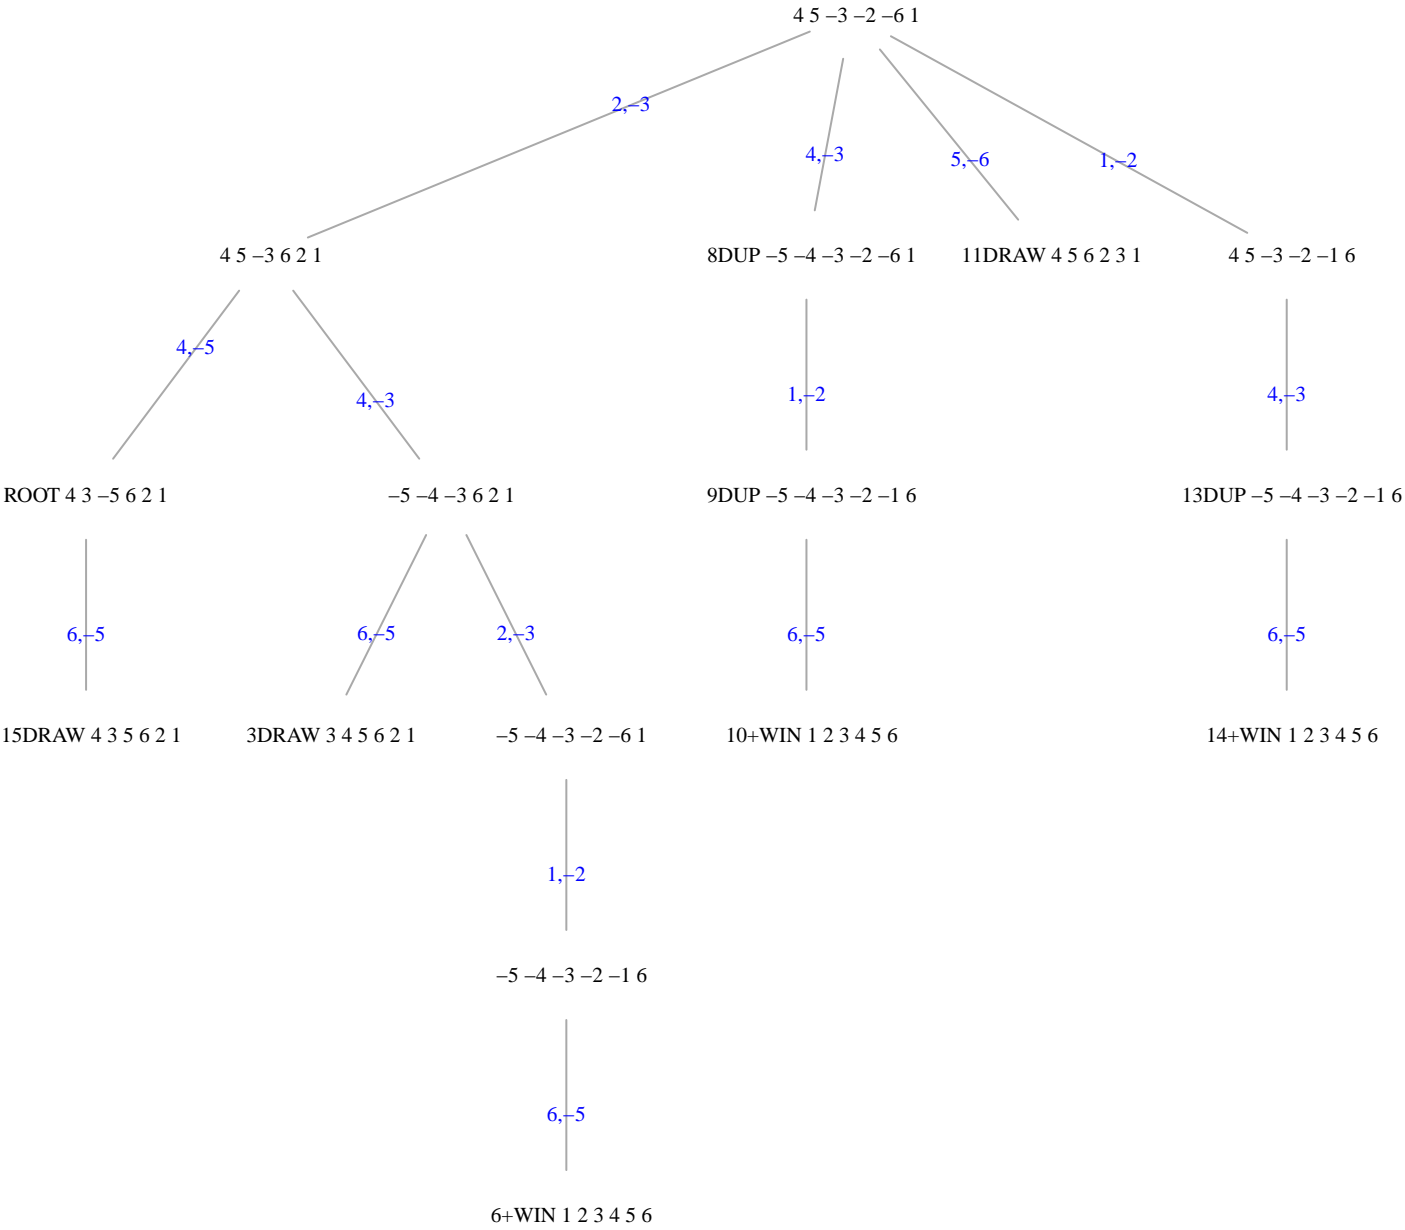 4 5 –3 –2 –6 1
2,–3
4,–3
5,–6
1,–2
4 5 –3 6 2 1
8DUP –5 –4 –3 –2 –6 1
11DRAW 4 5 6 2 3 1
4 5 –3 –2 –1 6
4,–5
4,–3
1,–2
4,–3
ROOT 4 3 –5 6 2 1
–5 –4 –3 6 2 1
9DUP –5 –4 –3 –2 –1 6
13DUP –5 –4 –3 –2 –1 6
6,–5
6,–5
2,–3
6,–5
6,–5
15DRAW 4 3 5 6 2 1
3DRAW 3 4 5 6 2 1
–5 –4 –3 –2 –6 1
10+WIN 1 2 3 4 5 6
14+WIN 1 2 3 4 5 6
1,–2
–5 –4 –3 –2 –1 6
6,–5
6+WIN 1 2 3 4 5 6